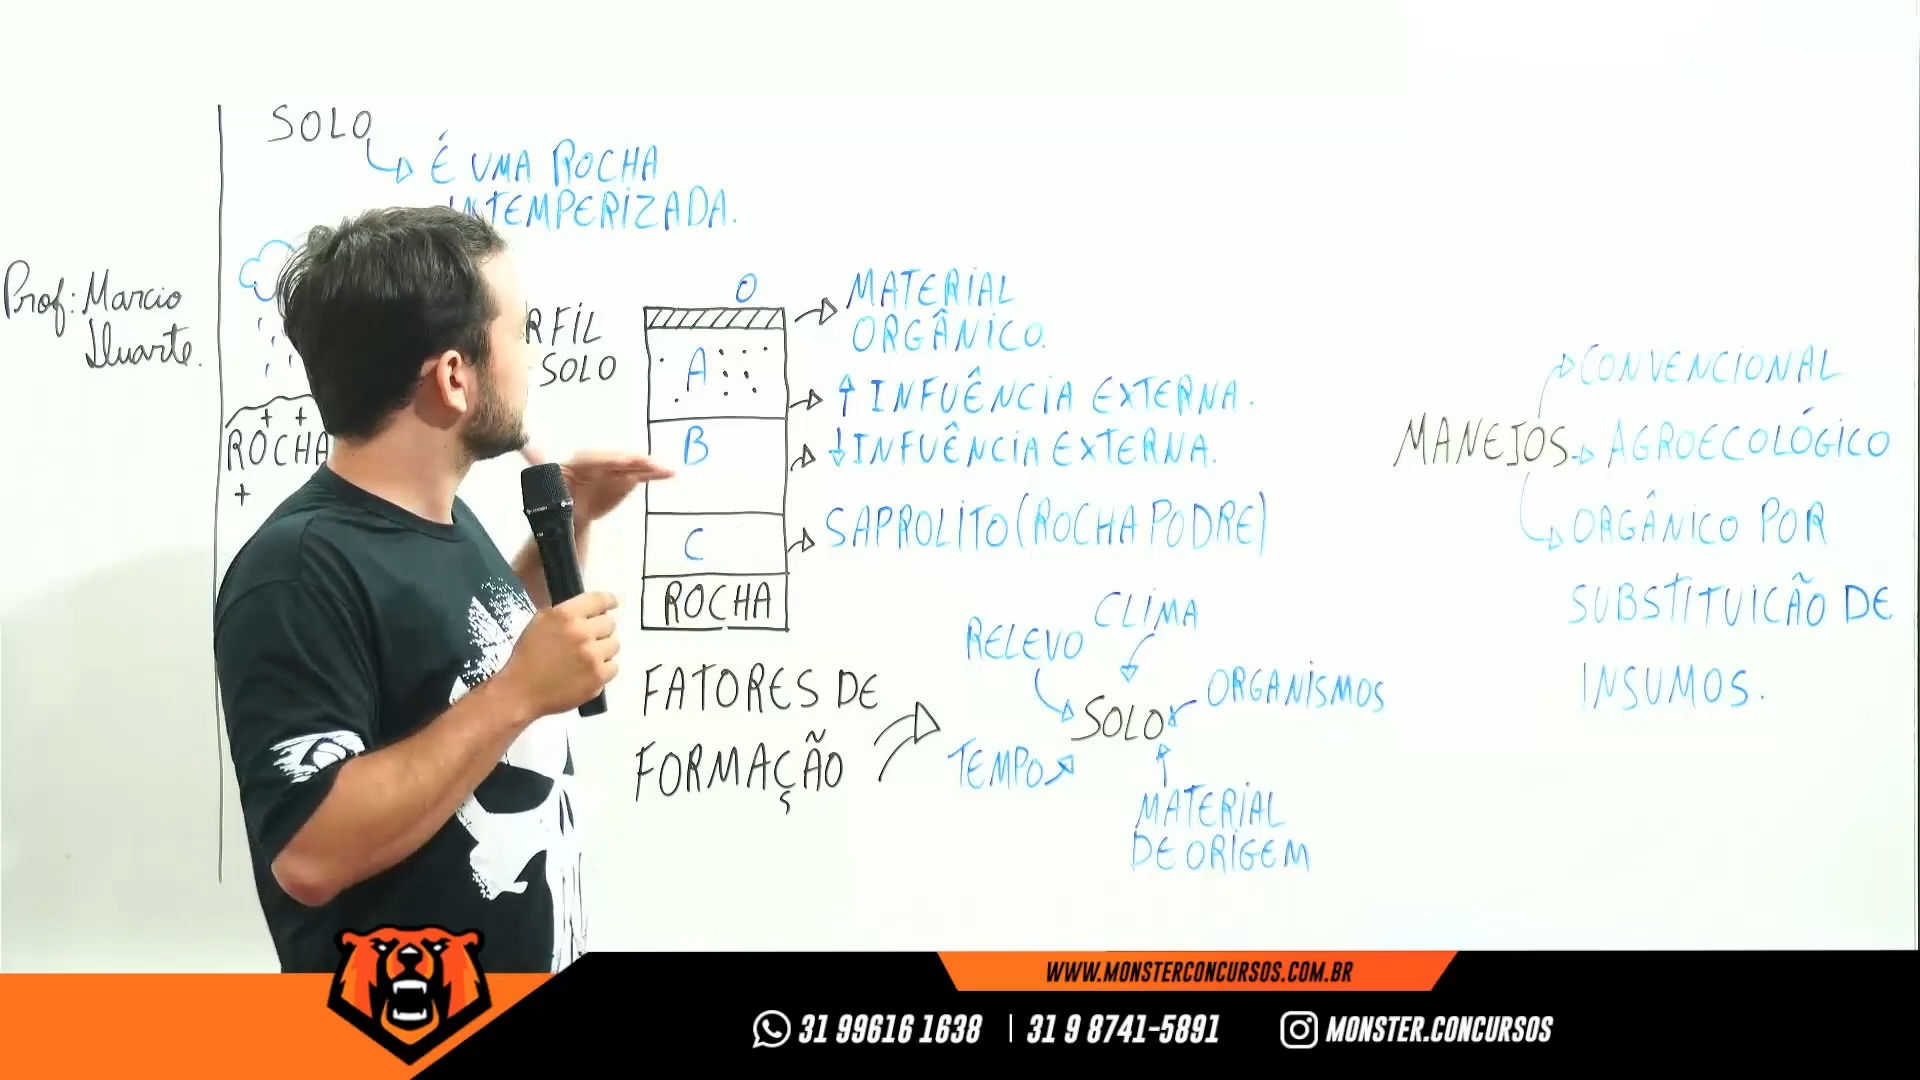 SOLO
É UMA ROCHA
INTEMPERIZADA.
Prof: Marcio
Duarte.
ROCHA
RFIL
SOLO
O
A
B
C
ROCHA
MATERIAL
ORGÂNICO.
INFUÊNCIA EXTERNA.
INFUÊNCIA EXTERNA.
SAPROLITO (ROCHA PODRE)
FATORES DE
FORMAÇÃO
RELEVO
CLIMA
ORGANISMOS
SOLO
TEMPO
MATERIAL
DE ORIGEM
MANEJOS
CONVENCIONAL
AGROECOLÓGICO
ORGÂNICO POR
SUBSTITUICÃO DE
INSUMOS.
WWW.MONSTERCONCURSOS.COM.BR
31 99616 1638 | 31 9 8741-5891
MONSTER.CONCURSOS